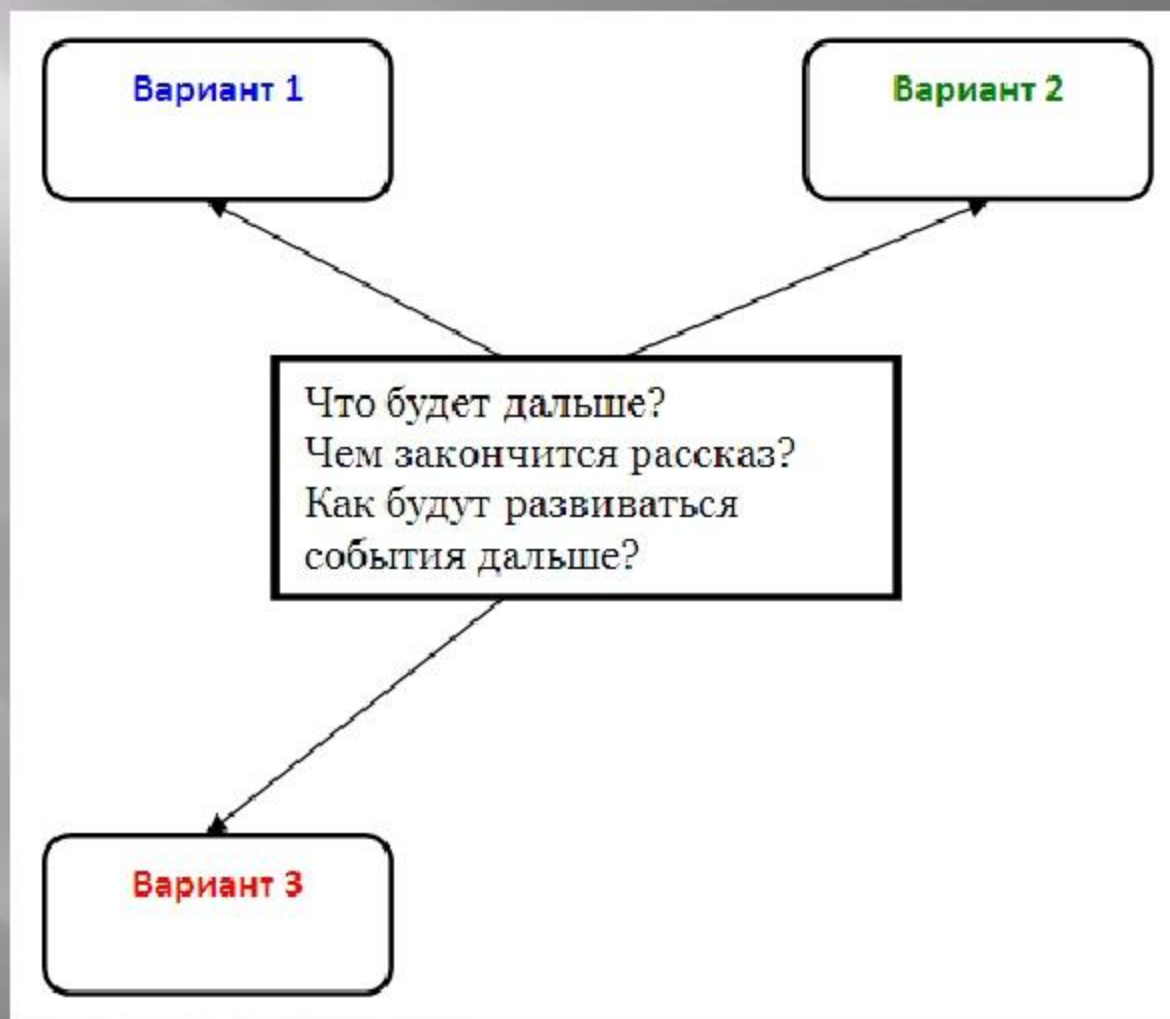 Вариант 1
Вариант 2
Что будет дальше?
Чем закончится рассказ?
Как будут развиваться
события дальше?
Вариант 3